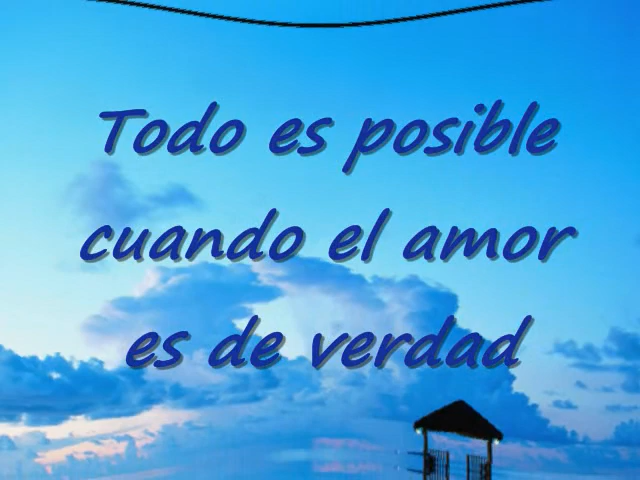 Todo es posible
cuando el amor
es de verdad